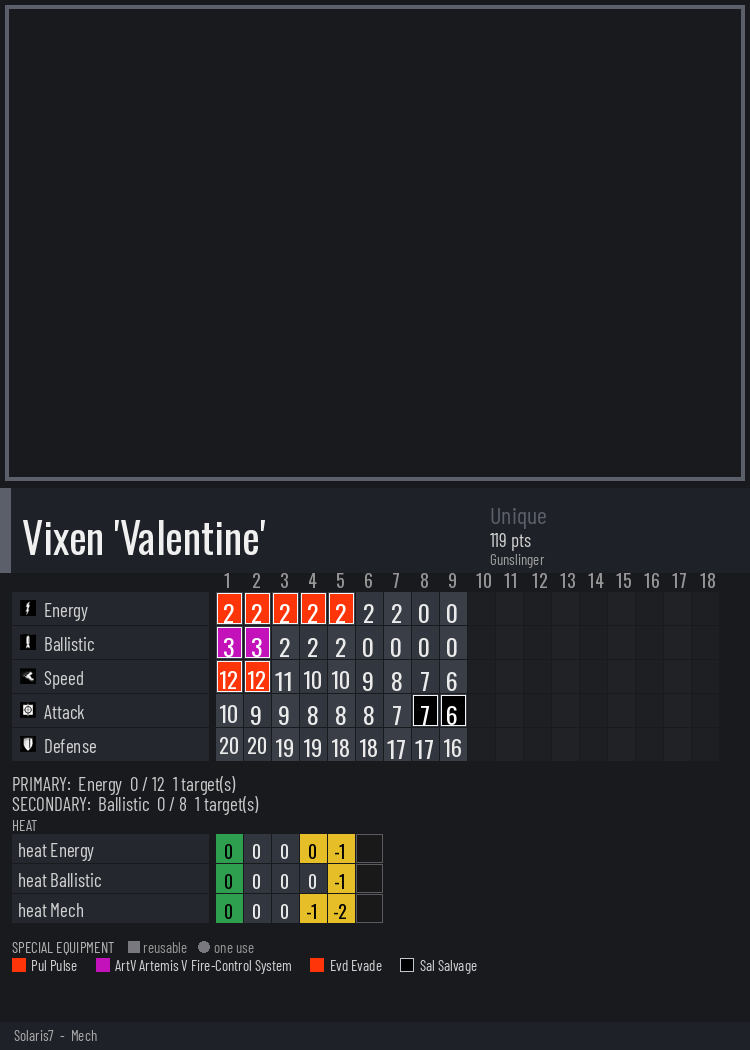 Vixen 'Valentine'
Unique
119 pts
Gunslinger
1 2 3 4 5 6 7 8 9 10 11 12 13 14 15 16 17 18
Energy 2 2 2 2 2 2 2 0 0
Ballistic 3 3 2 2 2 0 0 0 0
Speed 12 12 11 10 10 9 8 7 6
Attack 10 9 9 8 8 8 7 7 6
Defense 20 20 19 19 18 18 17 17 16
PRIMARY: Energy 0 / 12 1 target(s)
SECONDARY: Ballistic 0 / 8 1 target(s)
HEAT
heat Energy 0 0 0 0 -1
heat Ballistic 0 0 0 0 -1
heat Mech 0 0 0 -1 -2
SPECIAL EQUIPMENT reusable one use
Pul Pulse ArtV Artemis V Fire-Control System Evd Evade Sal Salvage
Solaris7 - Mech